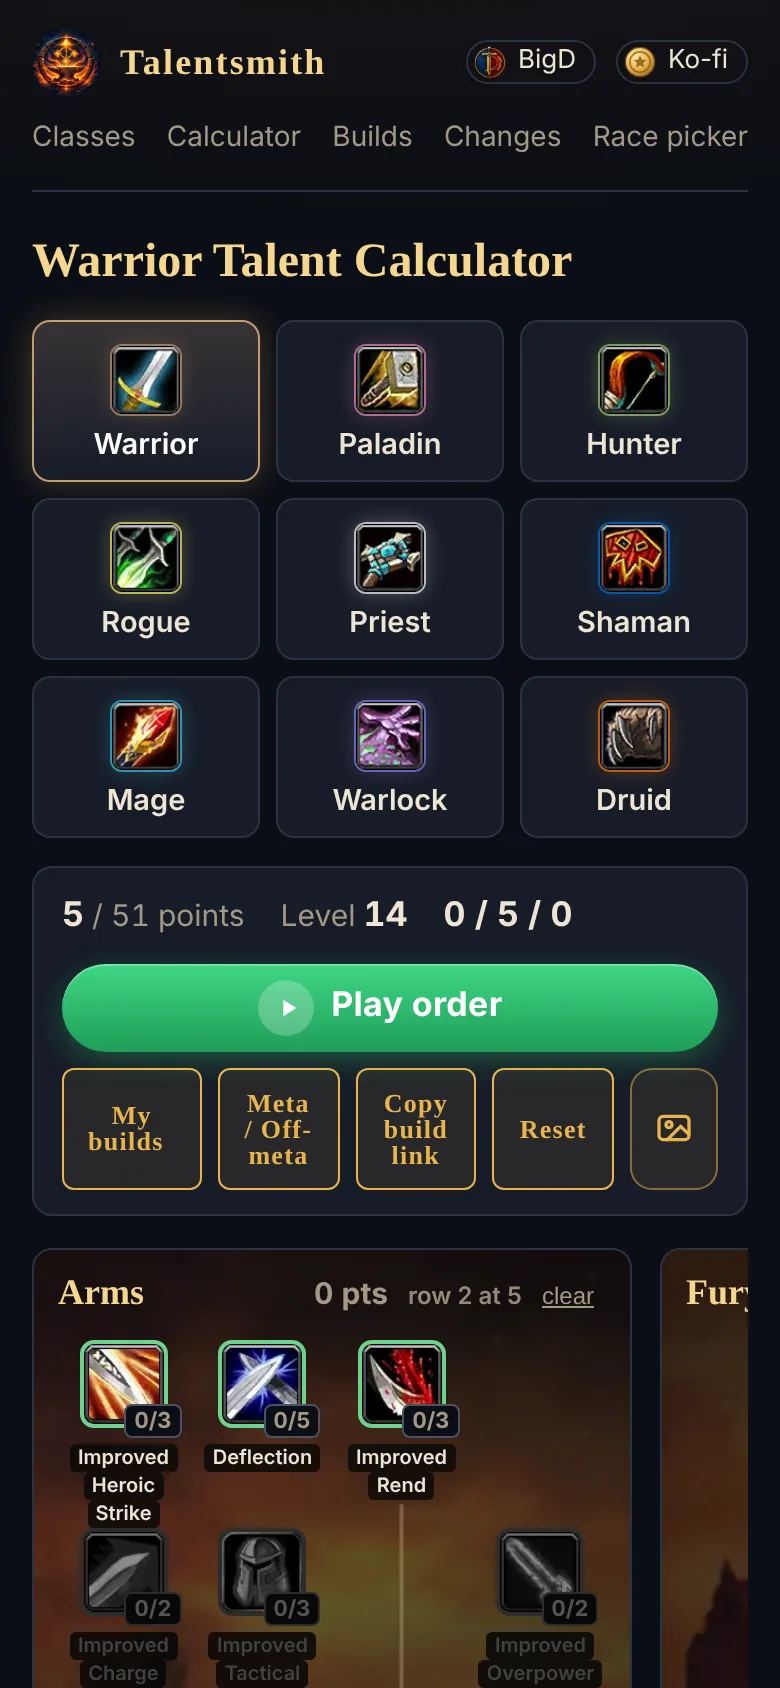 Talentsmith
BigD
Ko-fi
Classes Calculator Builds Changes Race picker
Warrior Talent Calculator
Warrior Paladin Hunter
Rogue Priest Shaman
Mage Warlock Druid
5 / 51 points Level 14 0 / 5 / 0
Play order
My
builds
Meta
/ Off-
meta
Copy
build
link
Reset
Arms 0 pts row 2 at 5 clear
Fury
0/3 0/5 0/3
Improved
Heroic
Strike
Deflection
Improved
Rend
0/2 0/3 0/2
Improved
Charge
Improved
Tactical
Improved
Overpower